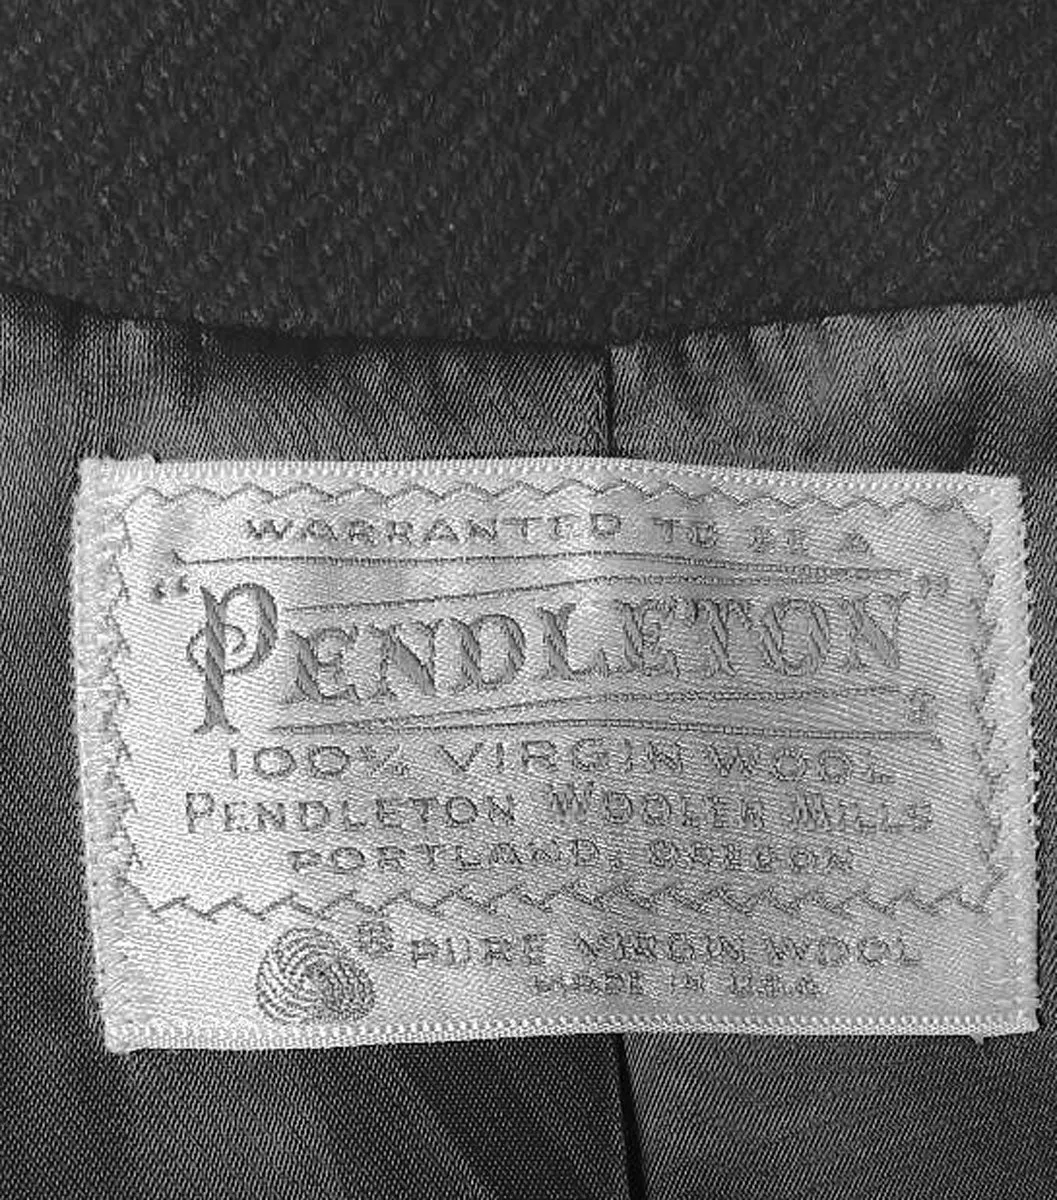 WARRANTED TO BE A
"PENDLETON" ®
100% VIRGIN WOOL
PENDLETON WOOLEN MILLS
PORTLAND, OREGON
® PURE VIRGIN WOOL
MADE IN U.S.A.